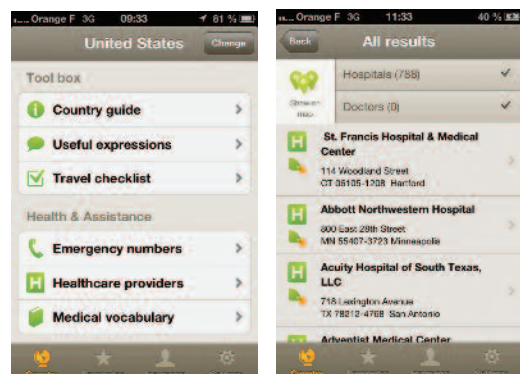 Orange F 3G 09:33 81 %
United States Change
Tool box
Country guide
Useful expressions
Travel checklist
Health & Assistance
Emergency numbers
Healthcare providers
Medical vocabulary
Orange F 3G 11:33 40 %
Back All results
Hospitals (788)
Show on
map
Doctors (0)
H St. Francis Hospital & Medical
Center
114 Woodland Street
CT 06105-1208 Hartford
H Abbott Northwestern Hospital
800 East 28th Street
MN 55407-3723 Minneapolis
H Acuity Hospital of South Texas,
LLC
718 Lexington Avenue
TX 78212-4768 San Antonio
Adventist Medical Center